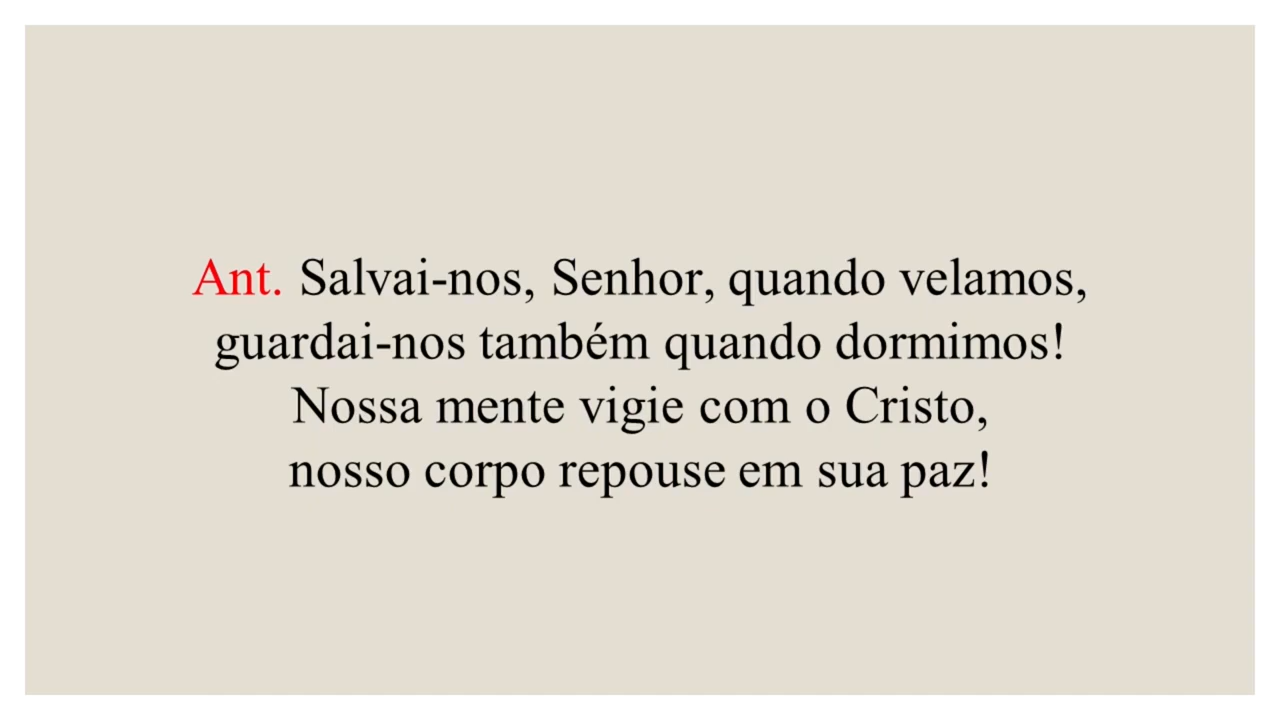 Ant. Salvai-nos, Senhor, quando velamos,
guardai-nos também quando dormimos!
Nossa mente vigie com o Cristo,
nosso corpo repouse em sua paz!